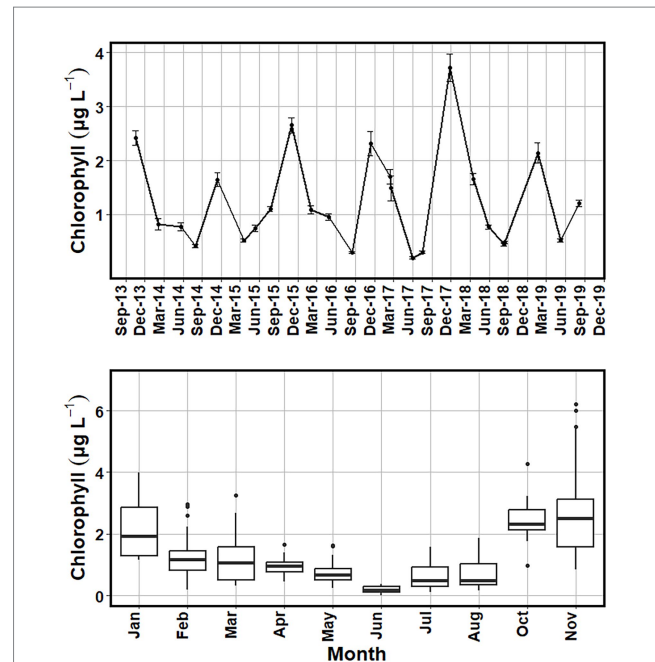 Chlorophyll (µg L⁻¹)
4
3
2
1
Sep-13
Dec-13
Mar-14
Jun-14
Sep-14
Dec-14
Mar-15
Jun-15
Sep-15
Dec-15
Mar-16
Jun-16
Sep-16
Dec-16
Mar-17
Jun-17
Sep-17
Dec-17
Mar-18
Jun-18
Sep-18
Dec-18
Mar-19
Jun-19
Sep-19
Dec-19
Chlorophyll (µg L⁻¹)
6
4
2
0
Jan
Feb
Mar
Apr
May
Jun
Jul
Aug
Oct
Nov
Month